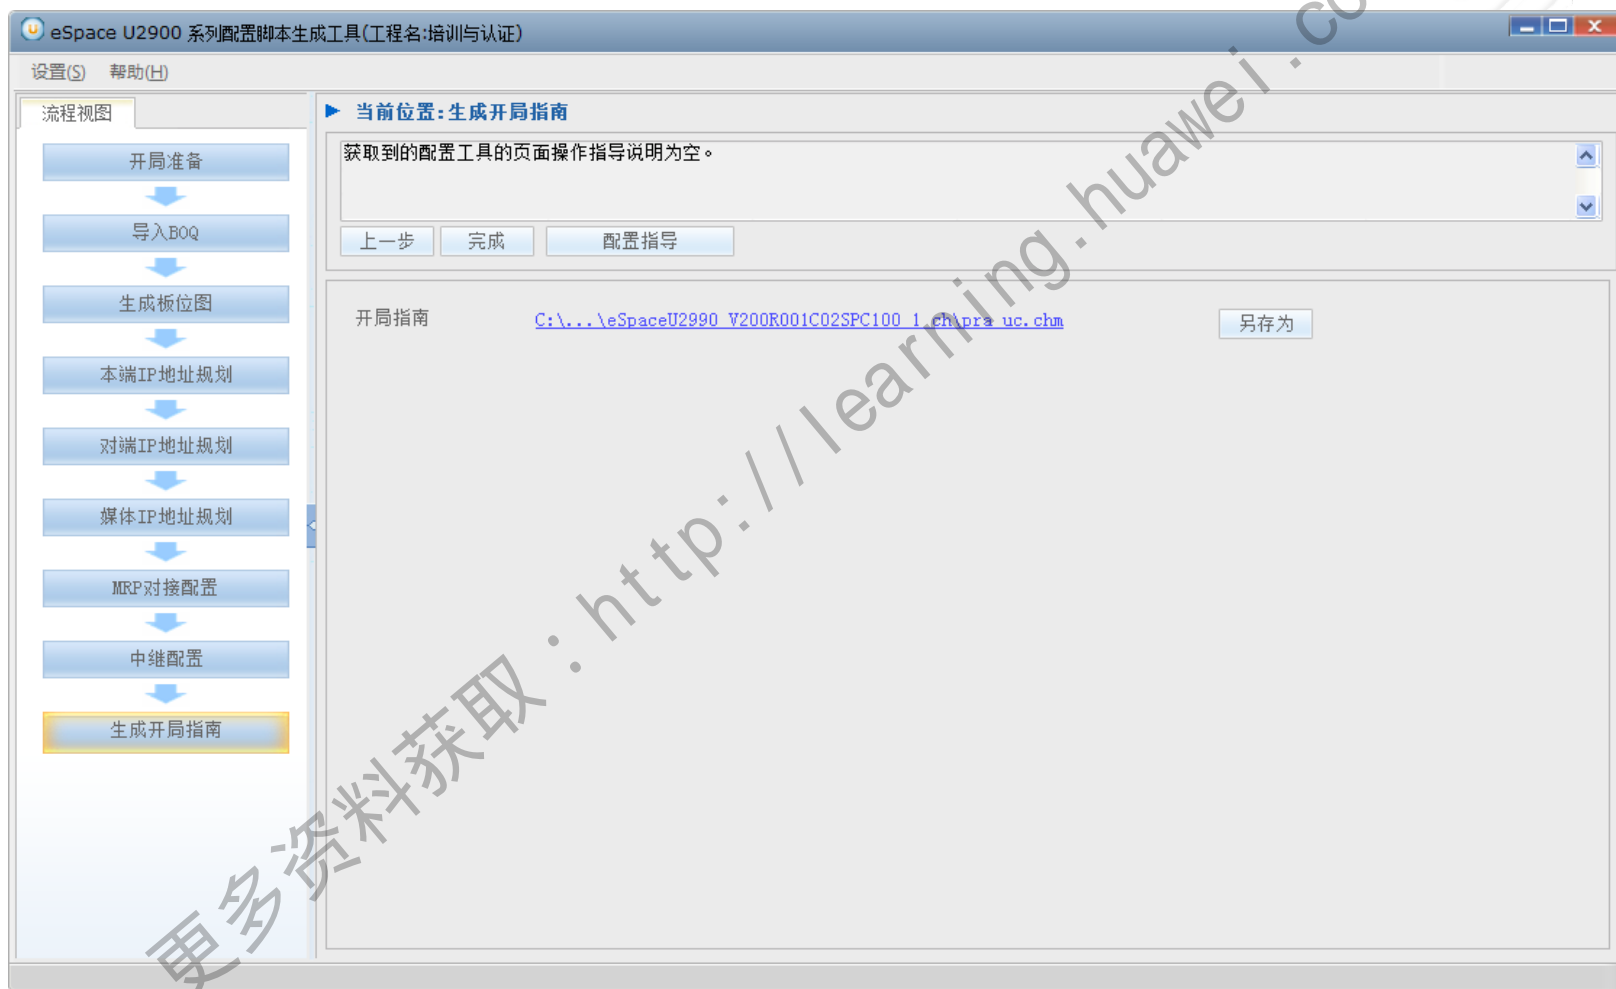 eSpace U2900 系列配置脚本生成工具(工程名:培训与认证)
设置(S) 帮助(H)
流程视图
开局准备
导入BOQ
生成板位图
本端IP地址规划
对端IP地址规划
媒体IP地址规划
MRP对接配置
中继配置
生成开局指南
当前位置:生成开局指南
获取到的配置工具的页面操作指导说明为空。
上一步 完成 配置指导
开局指南 C:\...\eSpaceU2990_V200R001C02SPC100_1_ch\pra_uc.chm 另存为
更多资料获取:http://learning.huawei.co